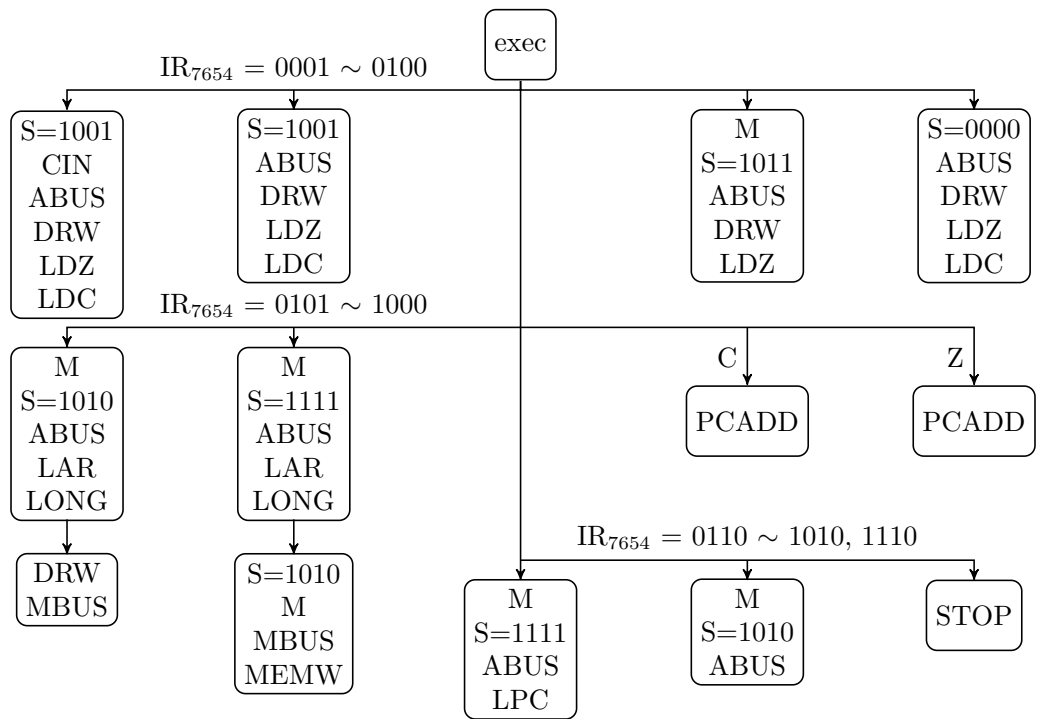 exec
IR7654 = 0001 ∼ 0100
S=1001
CIN
ABUS
DRW
LDZ
LDC
S=1001
ABUS
DRW
LDZ
LDC
M
S=1011
ABUS
DRW
LDZ
S=0000
ABUS
DRW
LDZ
LDC
IR7654 = 0101 ∼ 1000
M
S=1010
ABUS
LAR
LONG
M
S=1111
ABUS
LAR
LONG
C
PCADD
Z
PCADD
DRW
MBUS
S=1010
M
MBUS
MEMW
IR7654 = 0110 ∼ 1010, 1110
M
S=1111
ABUS
LPC
M
S=1010
ABUS
STOP